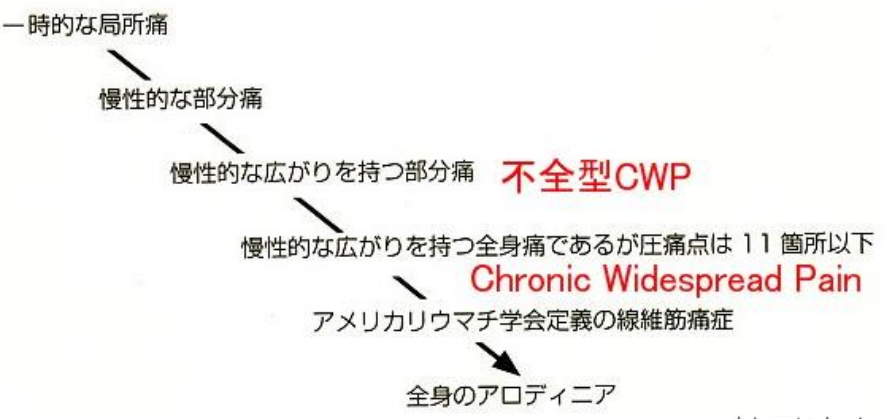 一時的な局所痛
慢性的な部分痛
慢性的な広がりを持つ部分痛 不全型CWP
慢性的な広がりを持つ全身痛であるが圧痛点は 11 箇所以下
Chronic Widespread Pain
アメリカリウマチ学会定義の線維筋痛症
全身のアロディニア